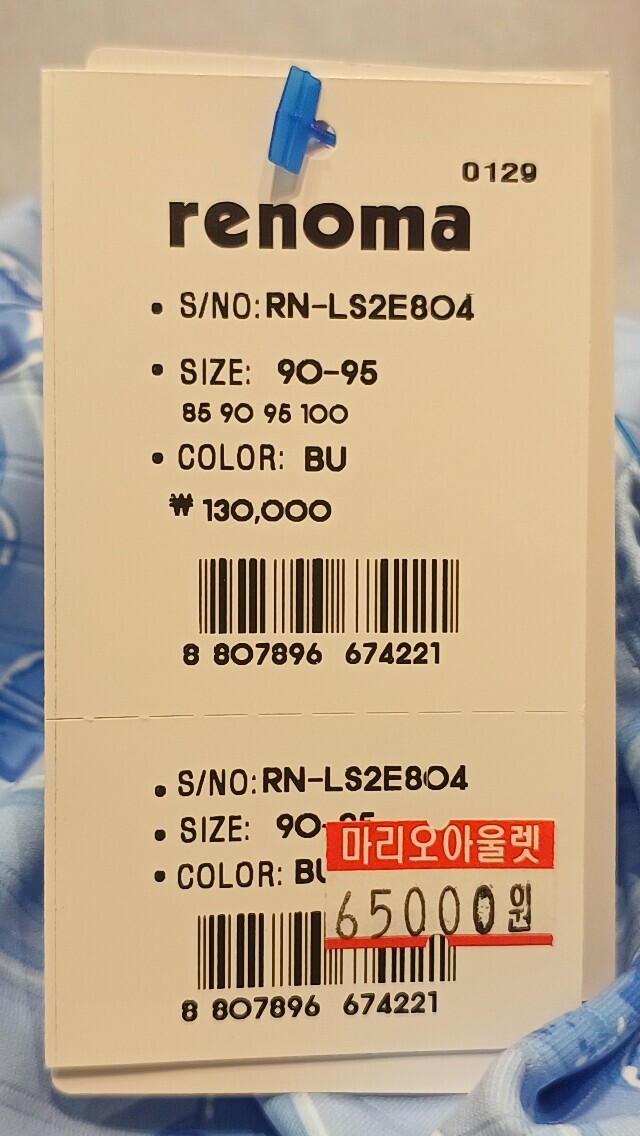 0129
renoma
• S/NO: RN-LS2E804
• SIZE: 90-95
85 90 95 100
• COLOR: BU
₩ 130,000
8 807896 674221
• S/NO: RN-LS2E804
• SIZE: 90-95
마리오아울렛
• COLOR: BU
65000원
8 807896 674221